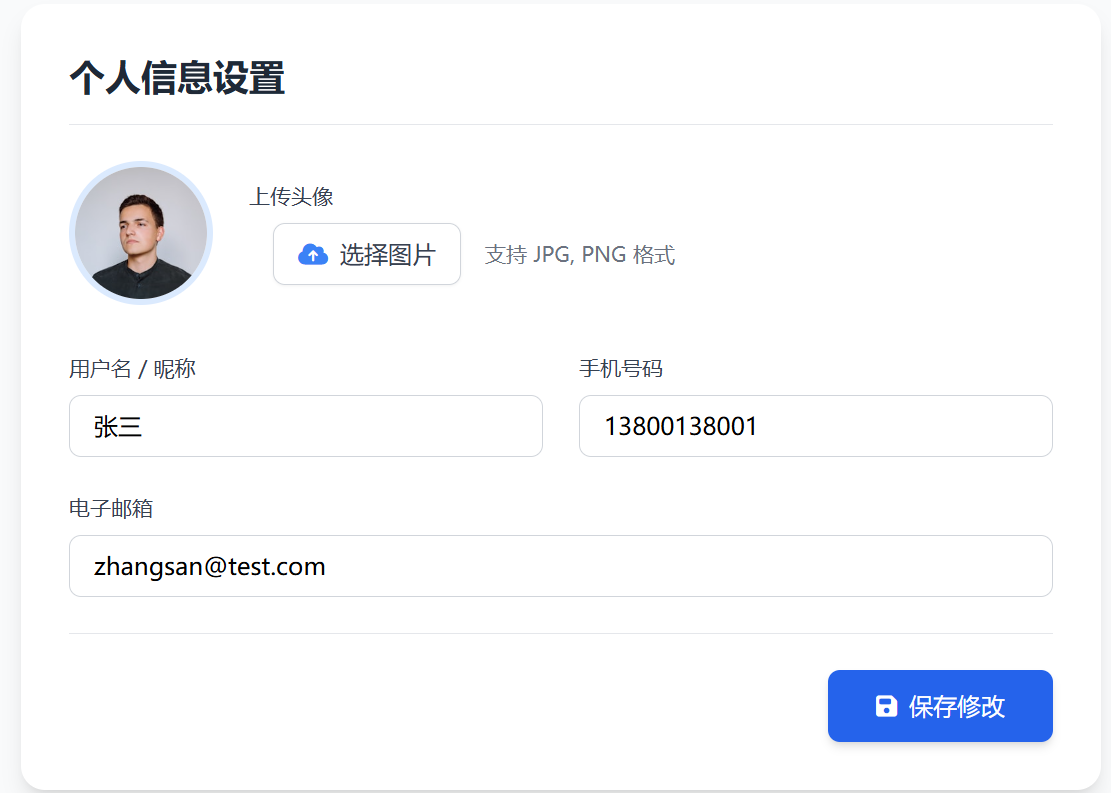 个人信息设置
上传头像
选择图片
支持 JPG, PNG 格式
用户名 / 昵称
手机号码
张三
13800138001
电子邮箱
zhangsan@test.com
保存修改